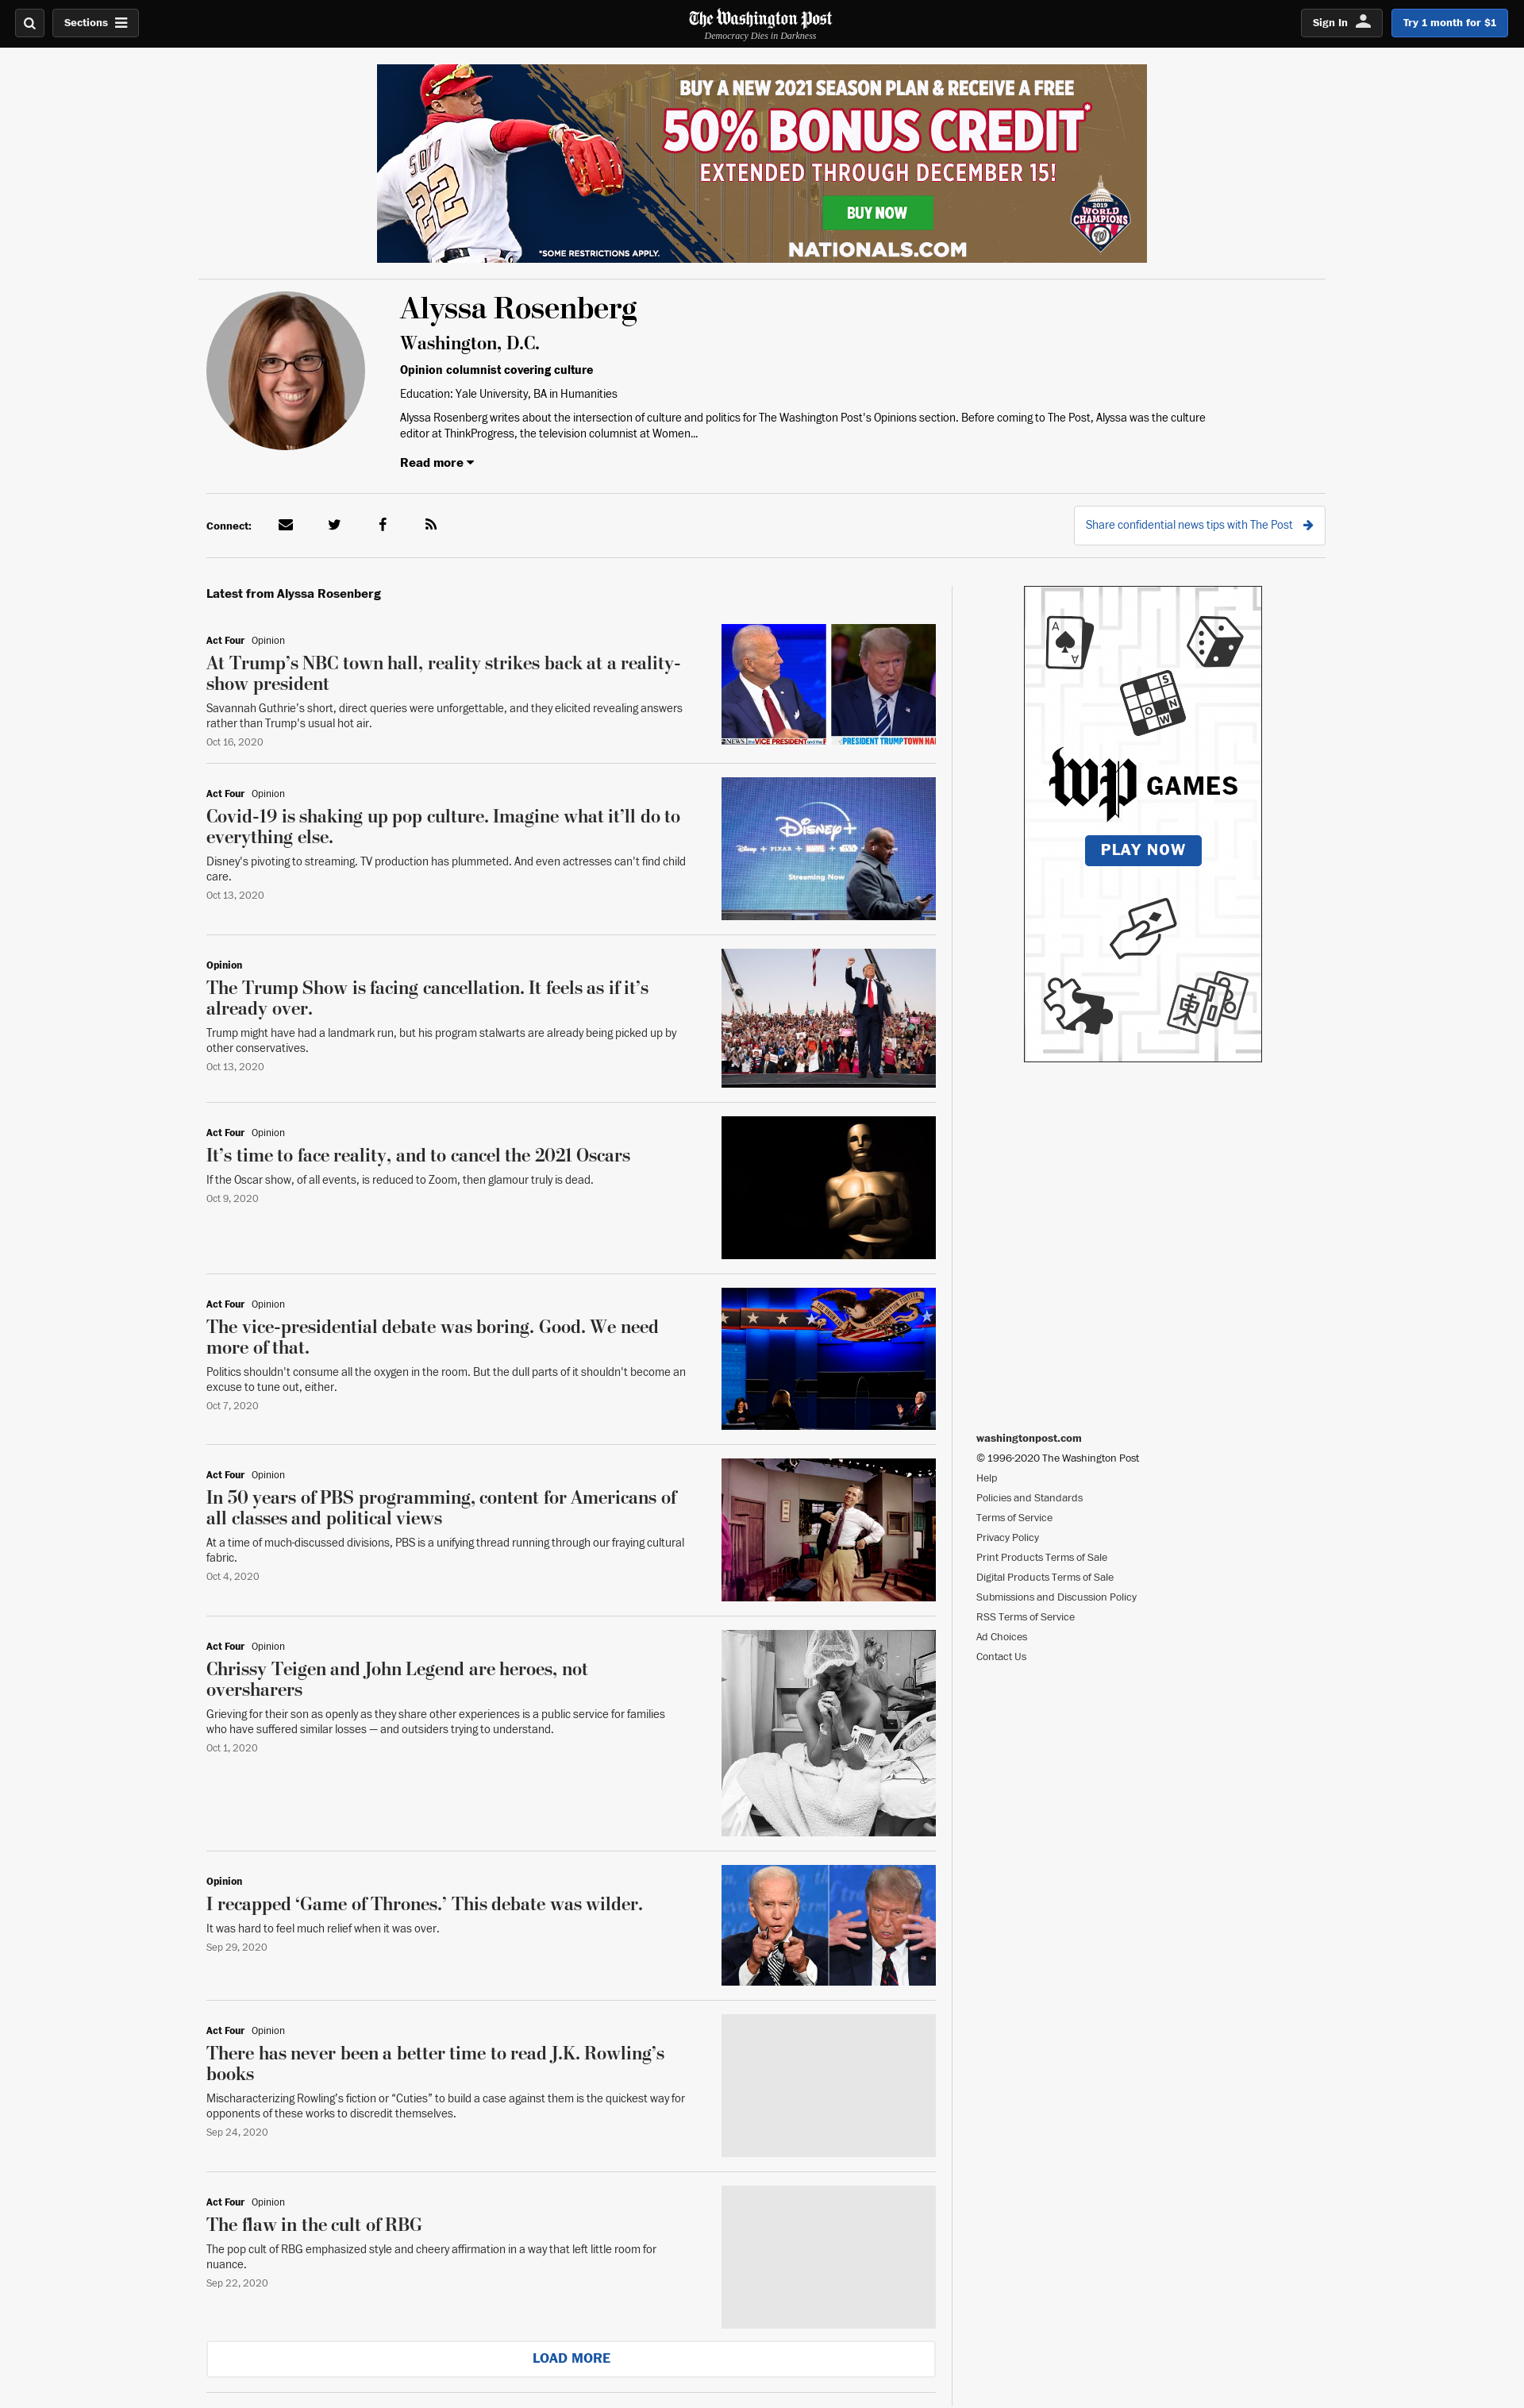 Sections
The Washington Post
Democracy Dies in Darkness
Sign In
Try 1 month for $1
BUY A NEW 2021 SEASON PLAN & RECEIVE A FREE
50% BONUS CREDIT*
EXTENDED THROUGH DECEMBER 15!
BUY NOW
*SOME RESTRICTIONS APPLY.
NATIONALS.COM
SOTO
22
2019
WORLD
CHAMPIONS
W
Alyssa Rosenberg
Washington, D.C.
Opinion columnist covering culture
Education: Yale University, BA in Humanities
Alyssa Rosenberg writes about the intersection of culture and politics for The Washington Post's Opinions section. Before coming to The Post, Alyssa was the culture
editor at ThinkProgress, the television columnist at Women...
Read more
Connect:
Share confidential news tips with The Post
Latest from Alyssa Rosenberg
Act Four Opinion
At Trump’s NBC town hall, reality strikes back at a reality-
show president
Savannah Guthrie’s short, direct queries were unforgettable, and they elicited revealing answers
rather than Trump's usual hot air.
Oct 16, 2020
NEWS VICE PRESIDENT and the
PRESIDENT TRUMP TOWN HA
Act Four Opinion
Covid-19 is shaking up pop culture. Imagine what it’ll do to
everything else.
Disney's pivoting to streaming. TV production has plummeted. And even actresses can't find child
care.
Oct 13, 2020
Disney+
Disney + PIXAR + MARVEL + STAR
Streaming Now
Opinion
The Trump Show is facing cancellation. It feels as if it’s
already over.
Trump might have had a landmark run, but his program stalwarts are already being picked up by
other conservatives.
Oct 13, 2020
Act Four Opinion
It’s time to face reality, and to cancel the 2021 Oscars
If the Oscar show, of all events, is reduced to Zoom, then glamour truly is dead.
Oct 9, 2020
Act Four Opinion
The vice-presidential debate was boring. Good. We need
more of that.
Politics shouldn't consume all the oxygen in the room. But the dull parts of it shouldn't become an
excuse to tune out, either.
Oct 7, 2020
Act Four Opinion
In 50 years of PBS programming, content for Americans of
all classes and political views
At a time of much-discussed divisions, PBS is a unifying thread running through our fraying cultural
fabric.
Oct 4, 2020
Act Four Opinion
Chrissy Teigen and John Legend are heroes, not
oversharers
Grieving for their son as openly as they share other experiences is a public service for families
who have suffered similar losses — and outsiders trying to understand.
Oct 1, 2020
Opinion
I recapped ‘Game of Thrones.’ This debate was wilder.
It was hard to feel much relief when it was over.
Sep 29, 2020
Act Four Opinion
There has never been a better time to read J.K. Rowling’s
books
Mischaracterizing Rowling’s fiction or “Cuties” to build a case against them is the quickest way for
opponents of these works to discredit themselves.
Sep 24, 2020
Act Four Opinion
The flaw in the cult of RBG
The pop cult of RBG emphasized style and cheery affirmation in a way that left little room for
nuance.
Sep 22, 2020
LOAD MORE
A
A
S
O N
W
wp GAMES
PLAY NOW
東
washingtonpost.com
© 1996-2020 The Washington Post
Help
Policies and Standards
Terms of Service
Privacy Policy
Print Products Terms of Sale
Digital Products Terms of Sale
Submissions and Discussion Policy
RSS Terms of Service
Ad Choices
Contact Us